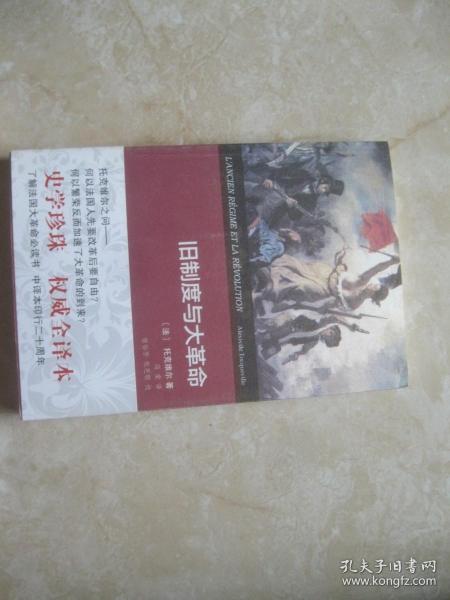 L'ANCIEN RÉGIME ET LA RÉVOLUTION
Alexis de Tocqueville
旧制度与大革命
〔法〕托克维尔 著
冯棠 译
托克维尔之问——
何以法国人先要改革后要自由?
何以繁荣反而加速了大革命的到来?
史学珍珠 权威全译本
了解法国大革命必读书 中译本印行二十周年
孔夫子旧书网
www.kongfz.com